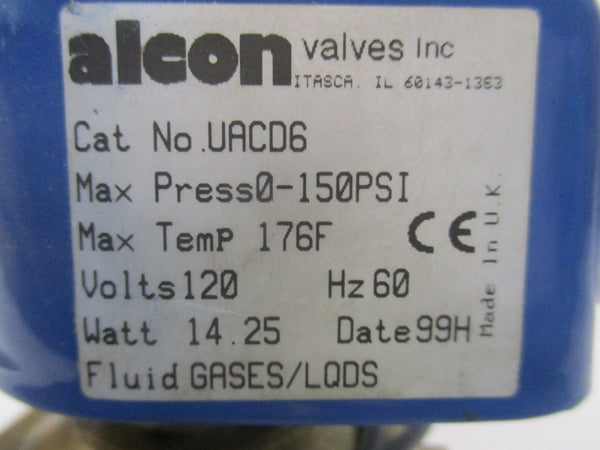 alcon valves Inc
ITASCA. IL 60143-1383
Cat No.UACD6
Max Press0-150PSI
Max Temp 176F CE
Volts120 Hz60
Watt 14.25 Date99H
Fluid GASES/LQDS
Made In U.K.